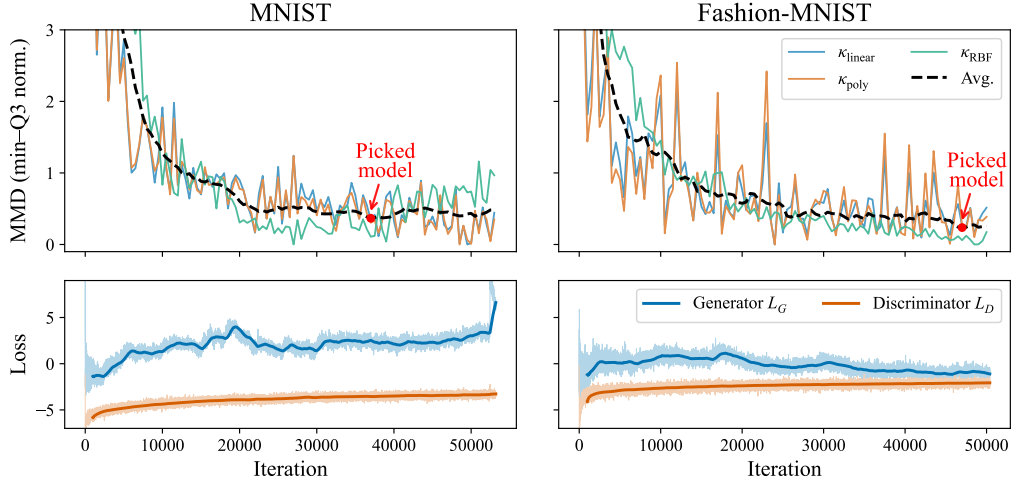 MNIST
Fashion-MNIST
MMD (min–Q3 norm.)
3
2
1
0
Picked
model
κlinear
κpoly
κRBF
Avg.
Picked
model
Loss
5
0
−5
Generator LG
Discriminator LD
0 10000 20000 30000 40000 50000
0 10000 20000 30000 40000 50000
Iteration
Iteration